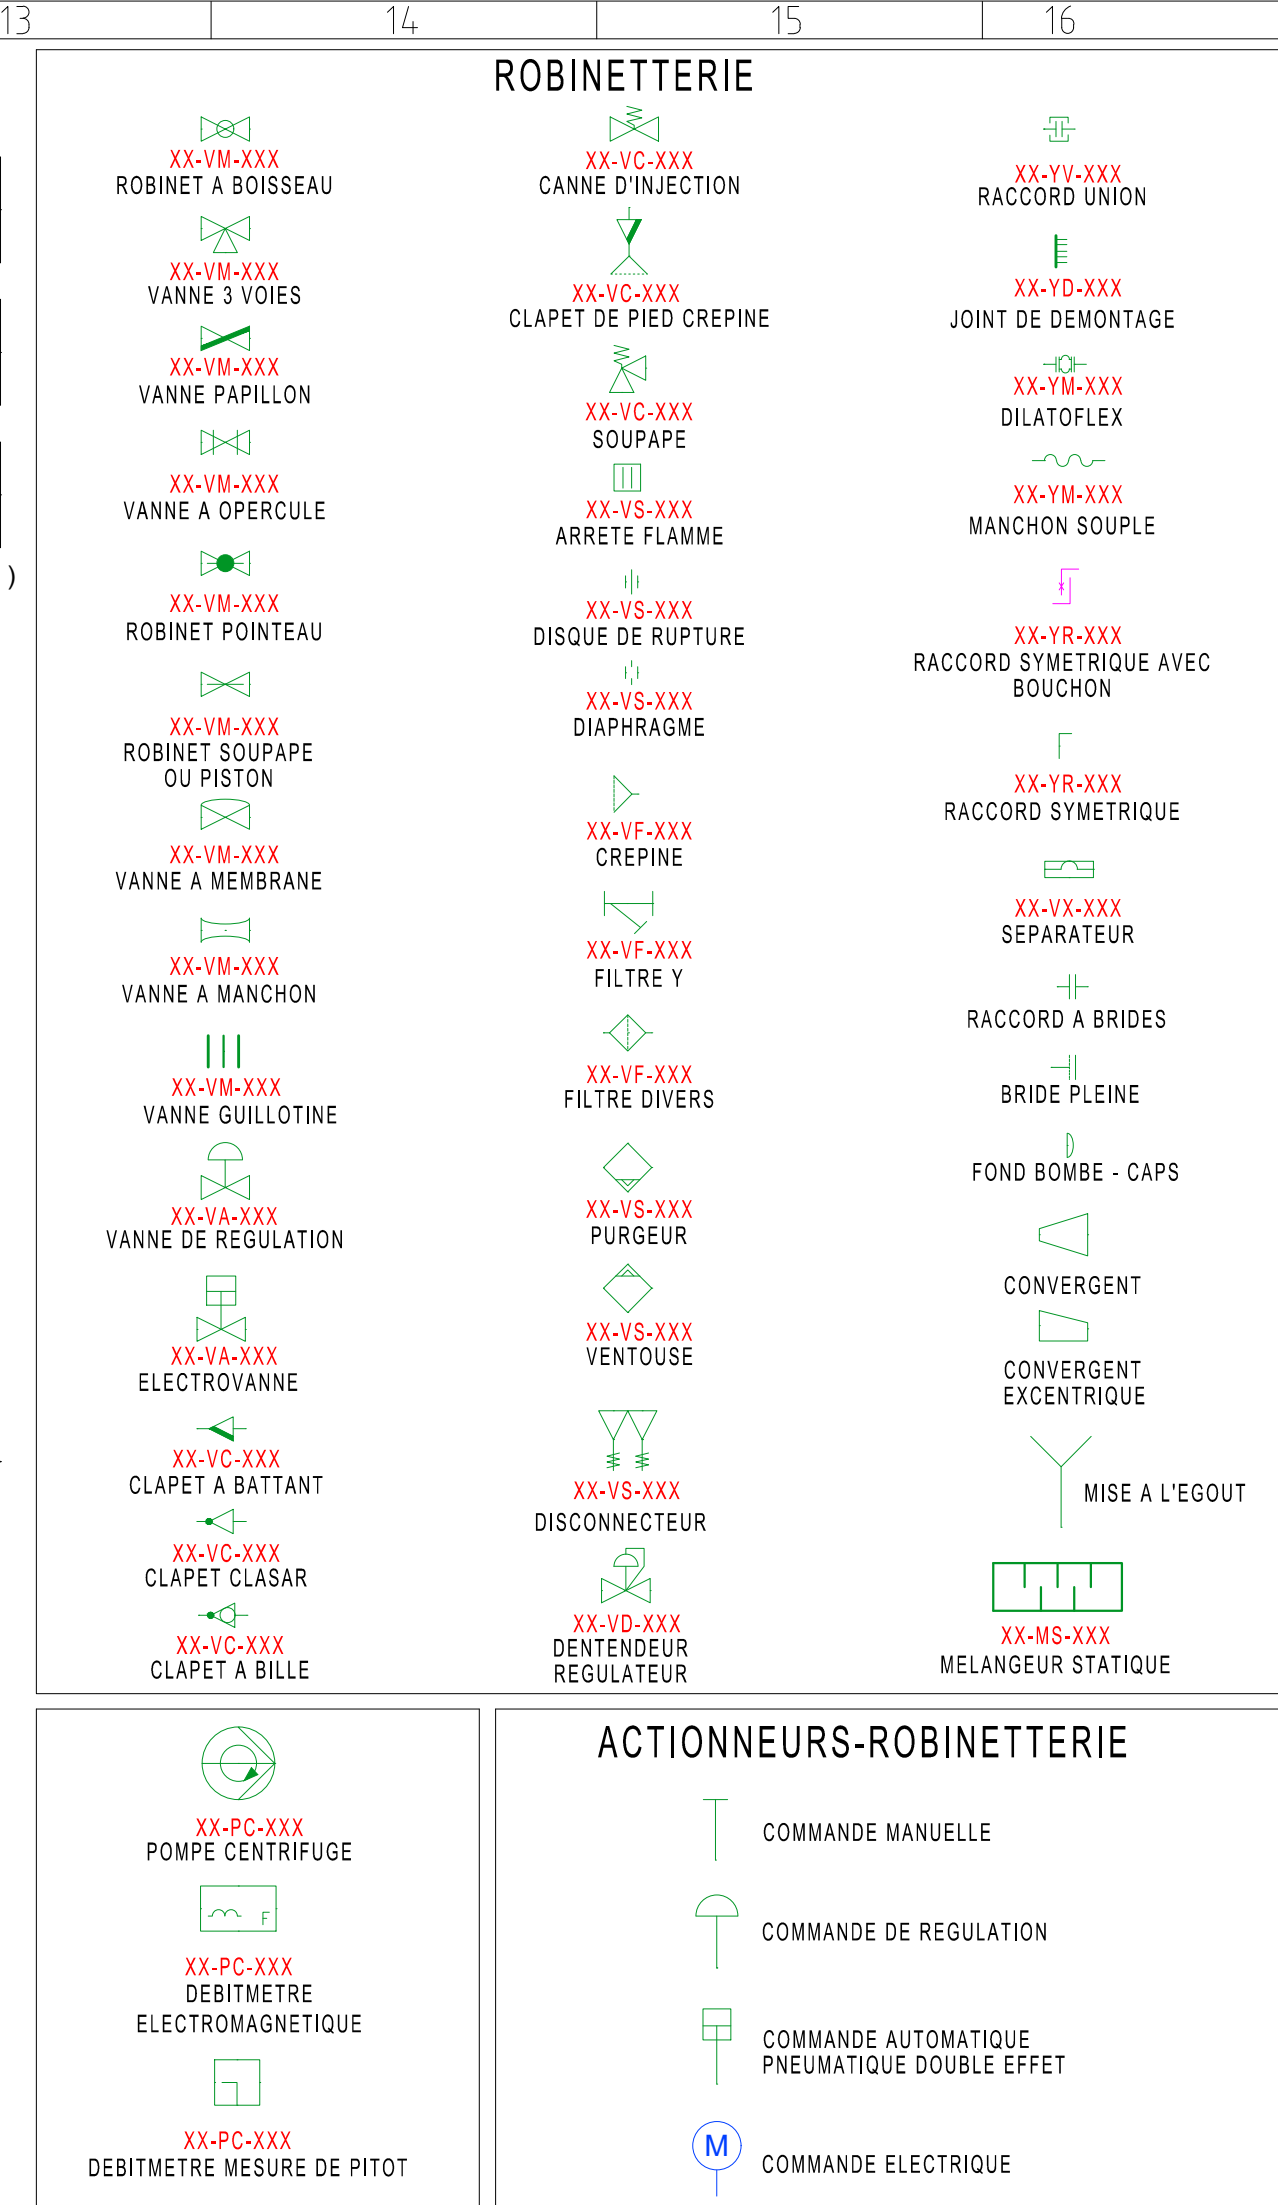 13 14 15 16
ROBINETTERIE
XX-VM-XXX
ROBINET A BOISSEAU
XX-VM-XXX
VANNE 3 VOIES
XX-VM-XXX
VANNE PAPILLON
XX-VM-XXX
VANNE A OPERCULE
)
XX-VM-XXX
ROBINET POINTEAU
XX-VM-XXX
ROBINET SOUPAPE
OU PISTON
XX-VM-XXX
VANNE A MEMBRANE
XX-VM-XXX
VANNE A MANCHON
XX-VM-XXX
VANNE GUILLOTINE
XX-VA-XXX
VANNE DE REGULATION
XX-VA-XXX
ELECTROVANNE
XX-VC-XXX
CLAPET A BATTANT
XX-VC-XXX
CLAPET CLASAR
XX-VC-XXX
CLAPET A BILLE
XX-VC-XXX
CANNE D'INJECTION
XX-VC-XXX
CLAPET DE PIED CREPINE
XX-VC-XXX
SOUPAPE
XX-VS-XXX
ARRETE FLAMME
XX-VS-XXX
DISQUE DE RUPTURE
XX-VS-XXX
DIAPHRAGME
XX-VF-XXX
CREPINE
XX-VF-XXX
FILTRE Y
XX-VF-XXX
FILTRE DIVERS
XX-VS-XXX
PURGEUR
XX-VS-XXX
VENTOUSE
XX-VS-XXX
DISCONNECTEUR
XX-VD-XXX
DENTENDEUR
REGULATEUR
XX-YV-XXX
RACCORD UNION
XX-YD-XXX
JOINT DE DEMONTAGE
XX-YM-XXX
DILATOFLEX
XX-YM-XXX
MANCHON SOUPLE
XX-YR-XXX
RACCORD SYMETRIQUE AVEC
BOUCHON
XX-YR-XXX
RACCORD SYMETRIQUE
XX-VX-XXX
SEPARATEUR
RACCORD A BRIDES
BRIDE PLEINE
FOND BOMBE - CAPS
CONVERGENT
CONVERGENT
EXCENTRIQUE
MISE A L'EGOUT
XX-MS-XXX
MELANGEUR STATIQUE
XX-PC-XXX
POMPE CENTRIFUGE
F
XX-PC-XXX
DEBITMETRE
ELECTROMAGNETIQUE
XX-PC-XXX
DEBITMETRE MESURE DE PITOT
ACTIONNEURS-ROBINETTERIE
COMMANDE MANUELLE
COMMANDE DE REGULATION
COMMANDE AUTOMATIQUE
PNEUMATIQUE DOUBLE EFFET
M
COMMANDE ELECTRIQUE